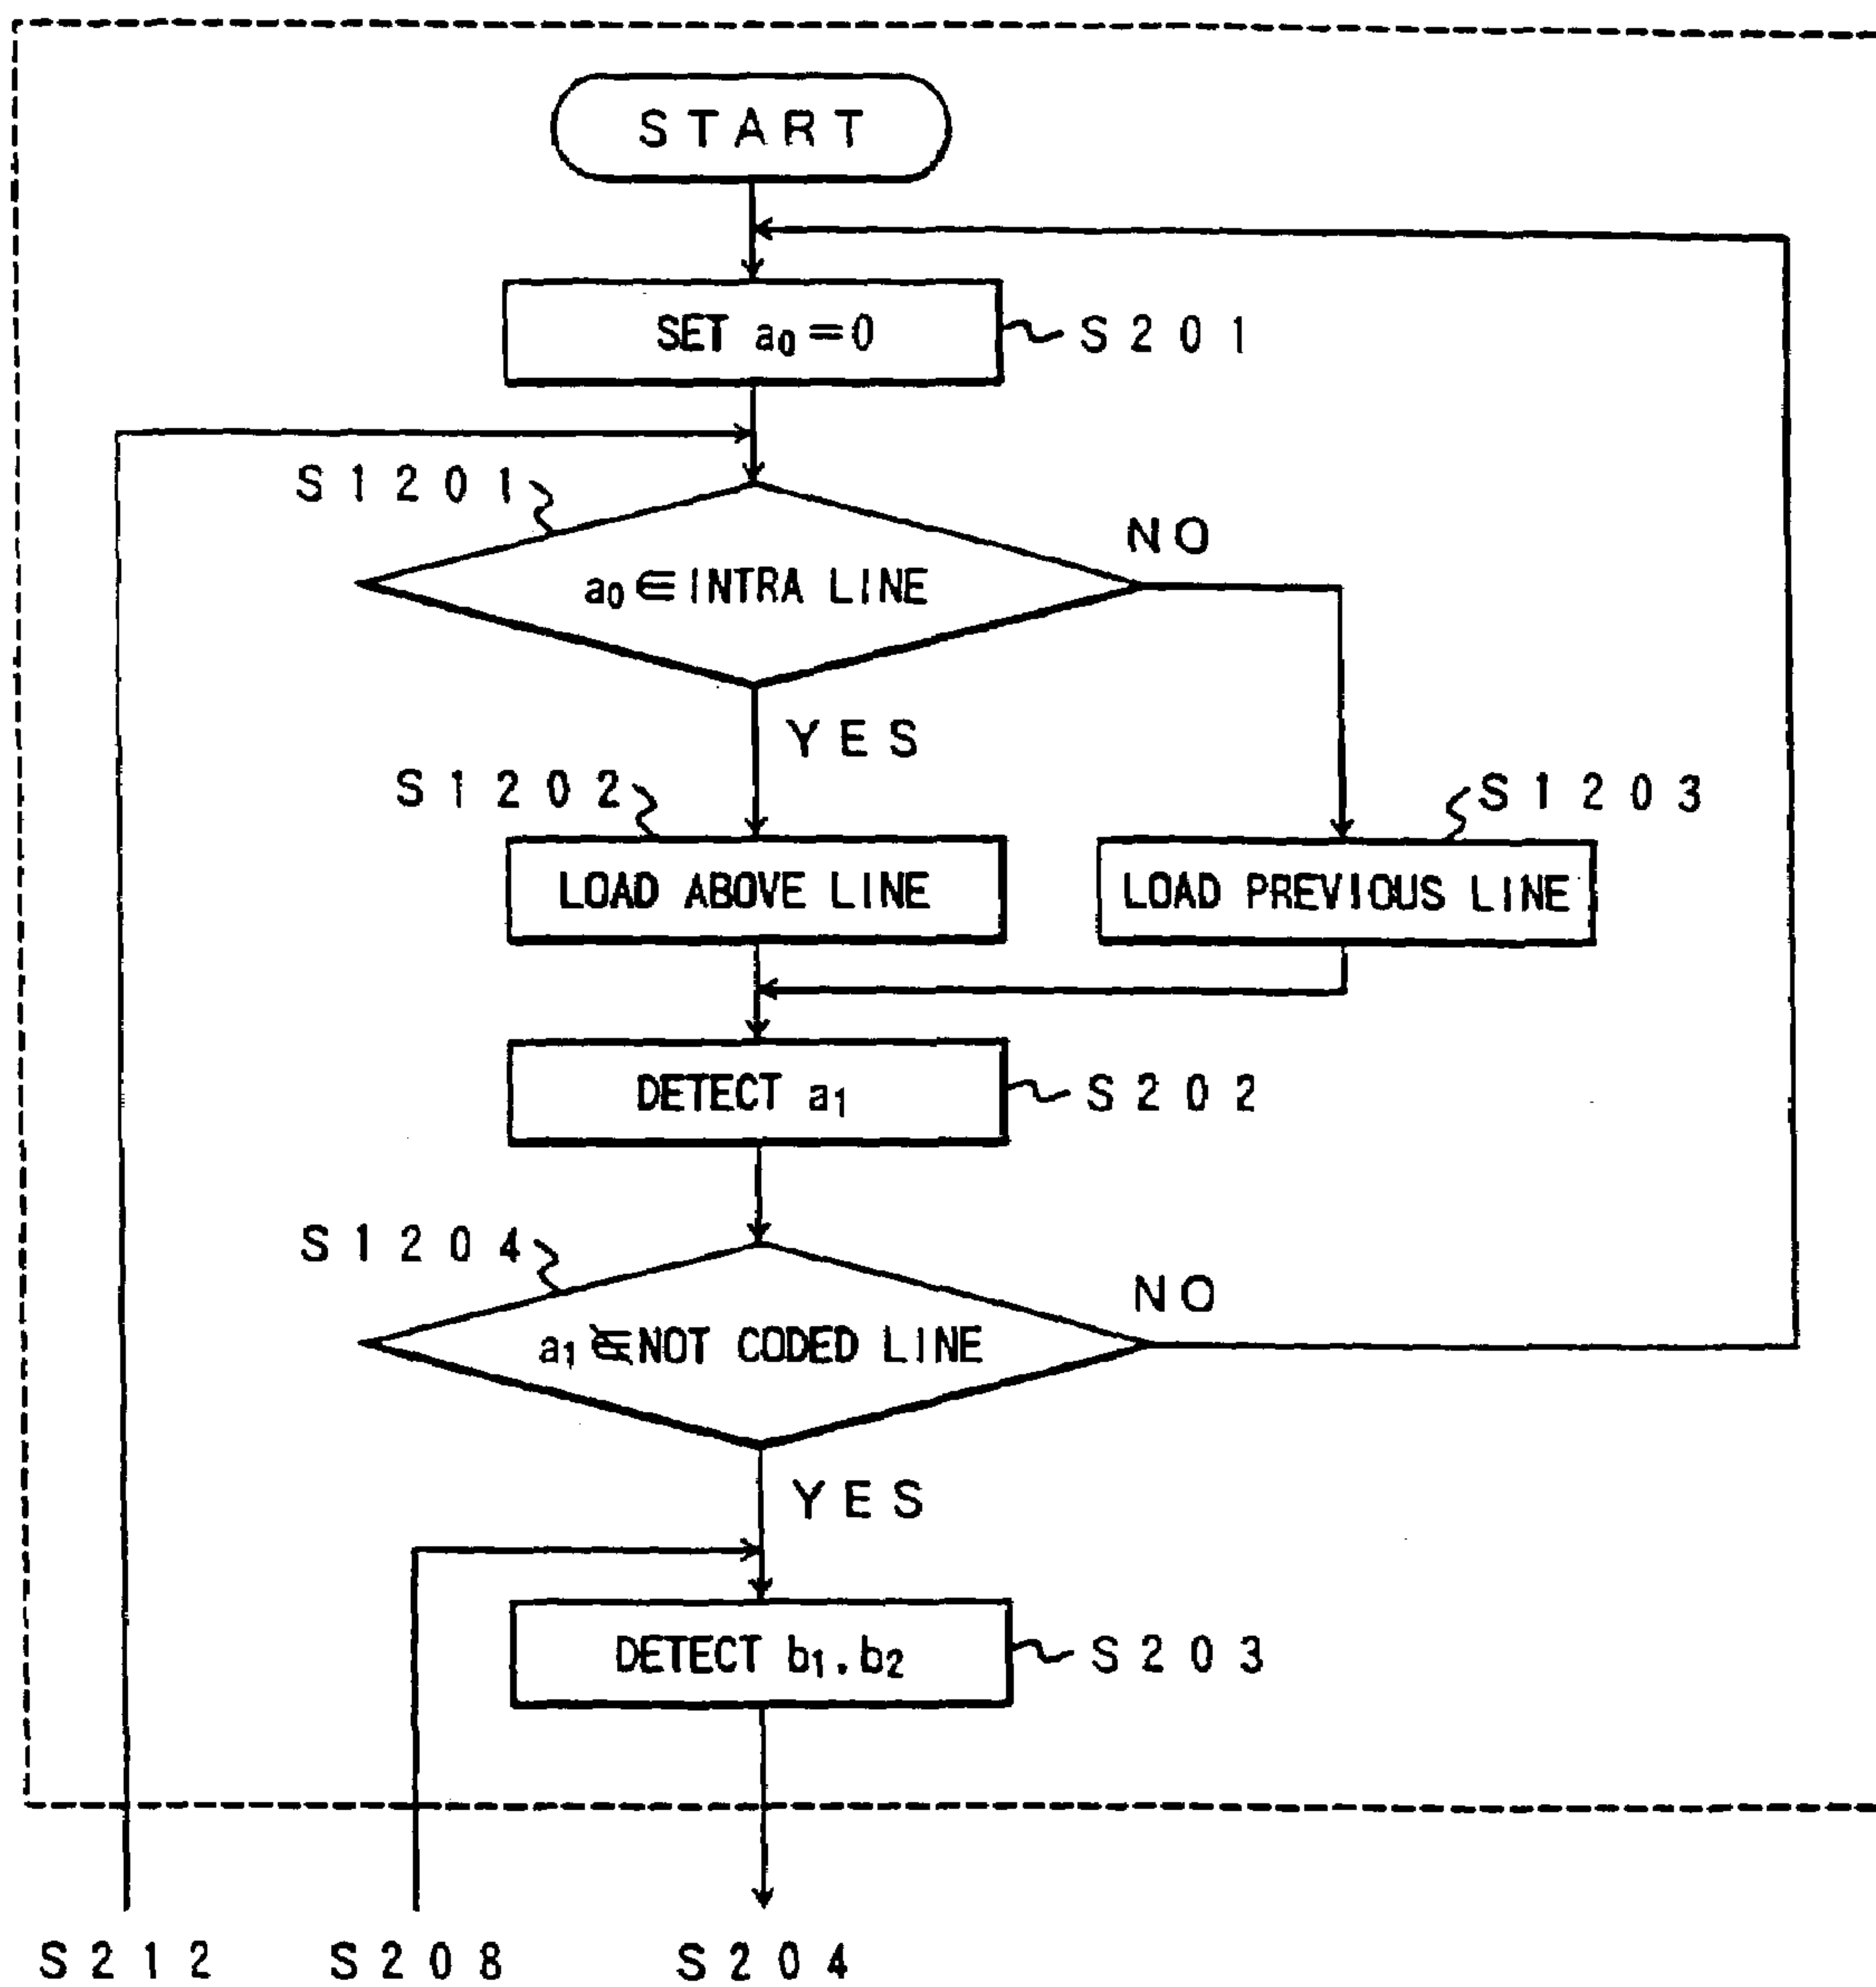 START
SET a₀=0
S201
S1201
NO
a₀∈INTRA LINE
YES
S1202
S1203
LOAD ABOVE LINE
LOAD PREVIOUS LINE
DETECT a₁
S202
S1204
NO
a₁∉NOT CODED LINE
YES
DETECT b₁,b₂
S203
S212
S208
S204